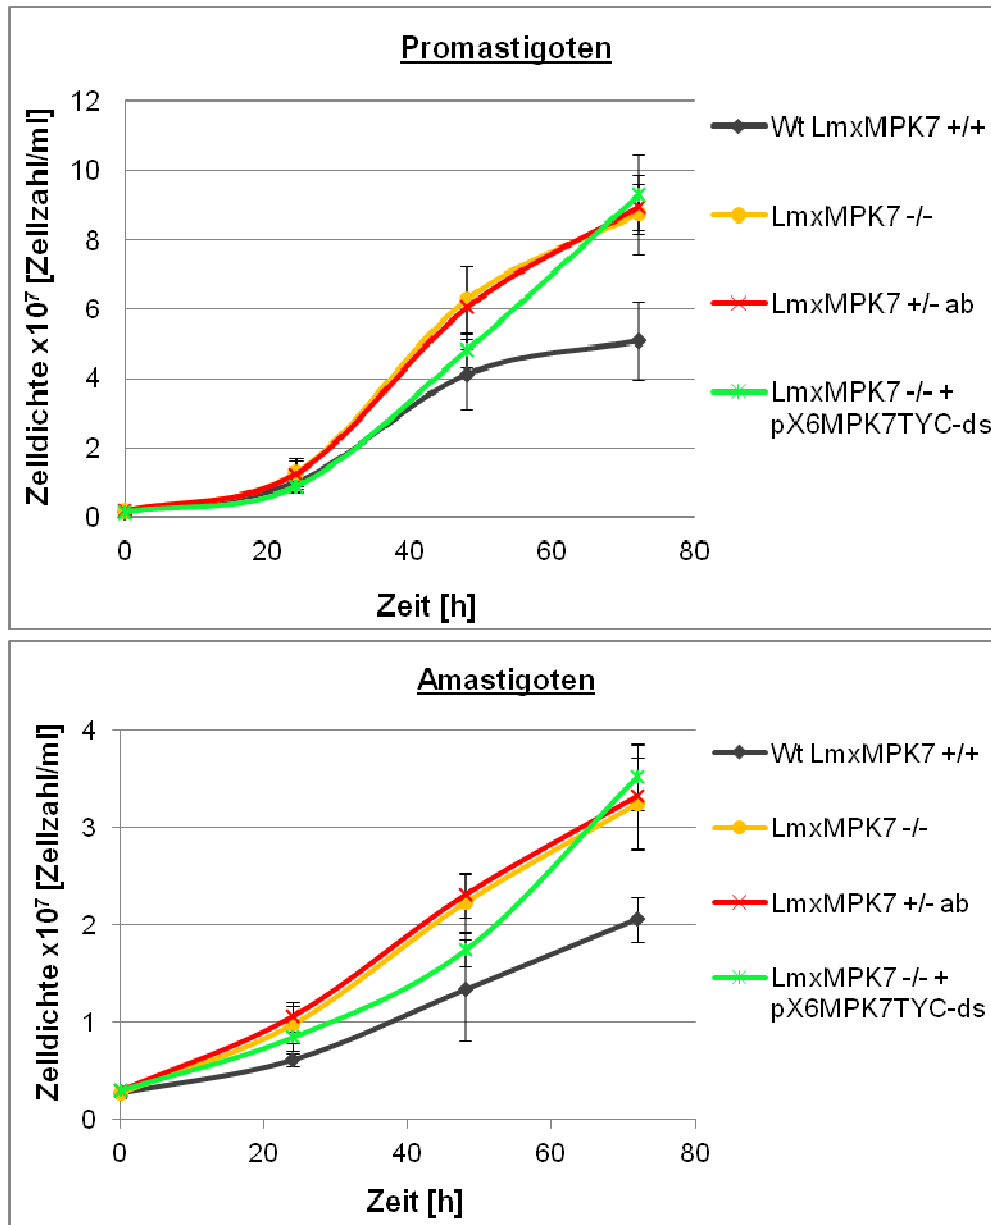 Promastigoten
Zelldichte x10⁷ [Zellzahl/ml]
12
10
8
6
4
2
0
0 20 40 60 80
Zeit [h]
Wt LmxMPK7 +/+
LmxMPK7 -/-
LmxMPK7 +/- ab
LmxMPK7 -/- +
pX6MPK7TYC-ds
Amastigoten
Zelldichte x10⁷ [Zellzahl/ml]
4
3
2
1
0
0 20 40 60 80
Zeit [h]
Wt LmxMPK7 +/+
LmxMPK7 -/-
LmxMPK7 +/- ab
LmxMPK7 -/- +
pX6MPK7TYC-ds